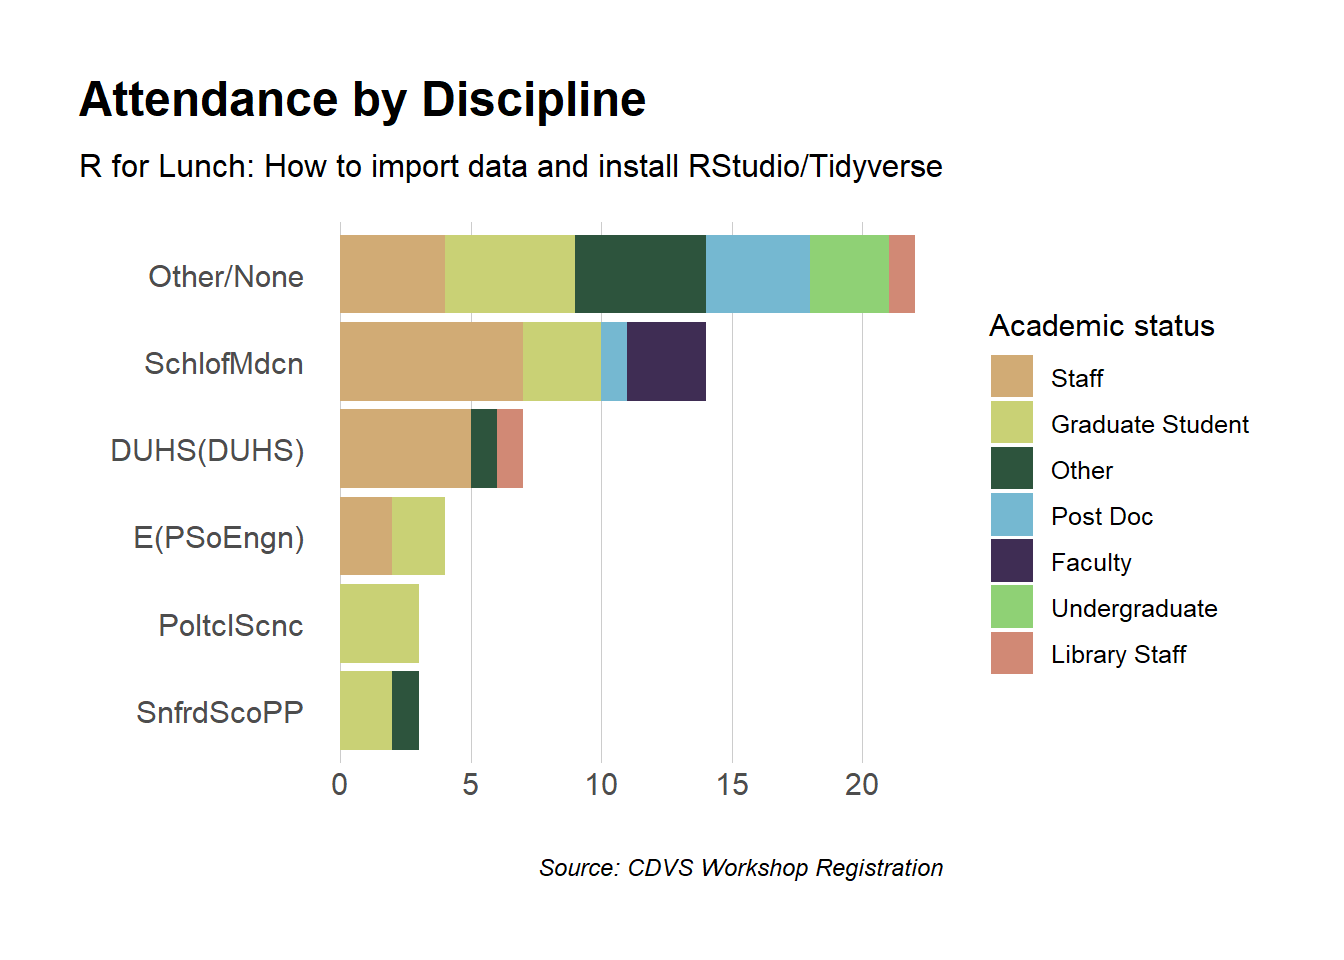 Attendance by Discipline
R for Lunch: How to import data and install RStudio/Tidyverse
Other/None
SchlofMdcn
DUHS(DUHS)
E(PSoEngn)
PoltclScnc
SnfrdScoPP
0 5 10 15 20
Academic status
Staff
Graduate Student
Other
Post Doc
Faculty
Undergraduate
Library Staff
Source: CDVS Workshop Registration